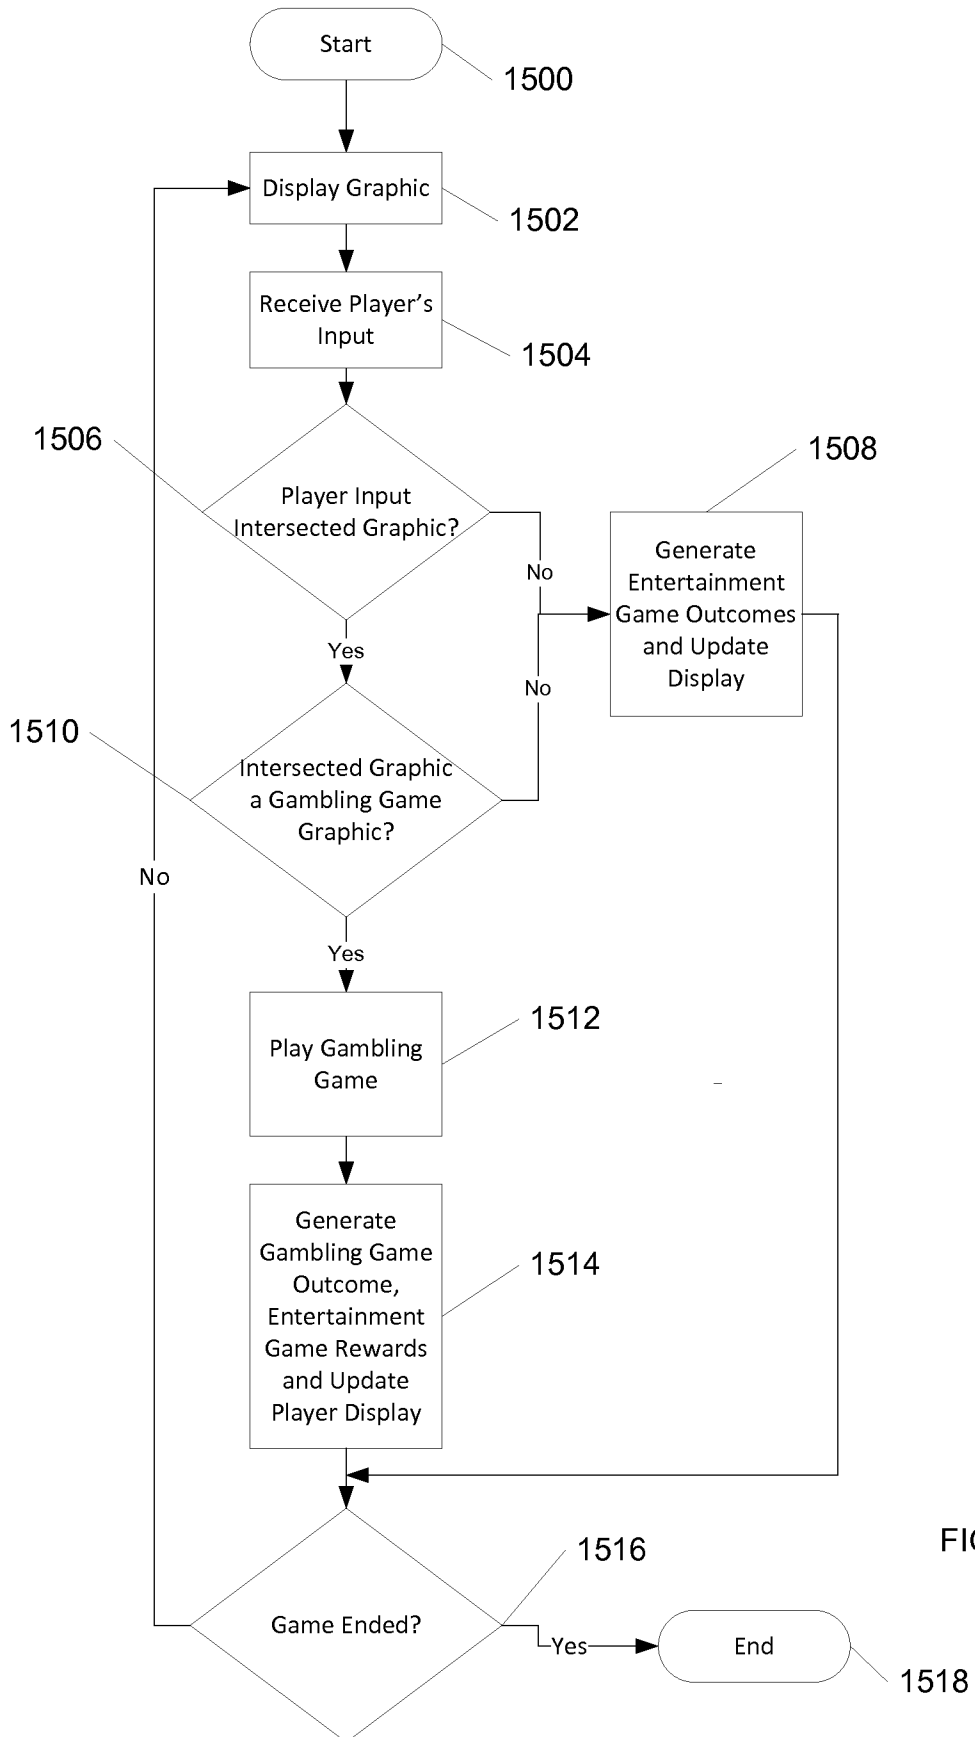 Start
1500
Display Graphic
1502
Receive Player’s
Input
1504
1506
Player Input
Intersected Graphic?
No
1508
Generate
Entertainment
Game Outcomes
and Update
Display
Yes
No
1510
Intersected Graphic
a Gambling Game
Graphic?
No
Yes
1512
Play Gambling
Game
Generate
Gambling Game
Outcome,
Entertainment
Game Rewards
and Update
Player Display
1514
1516
Game Ended?
Yes
End
1518